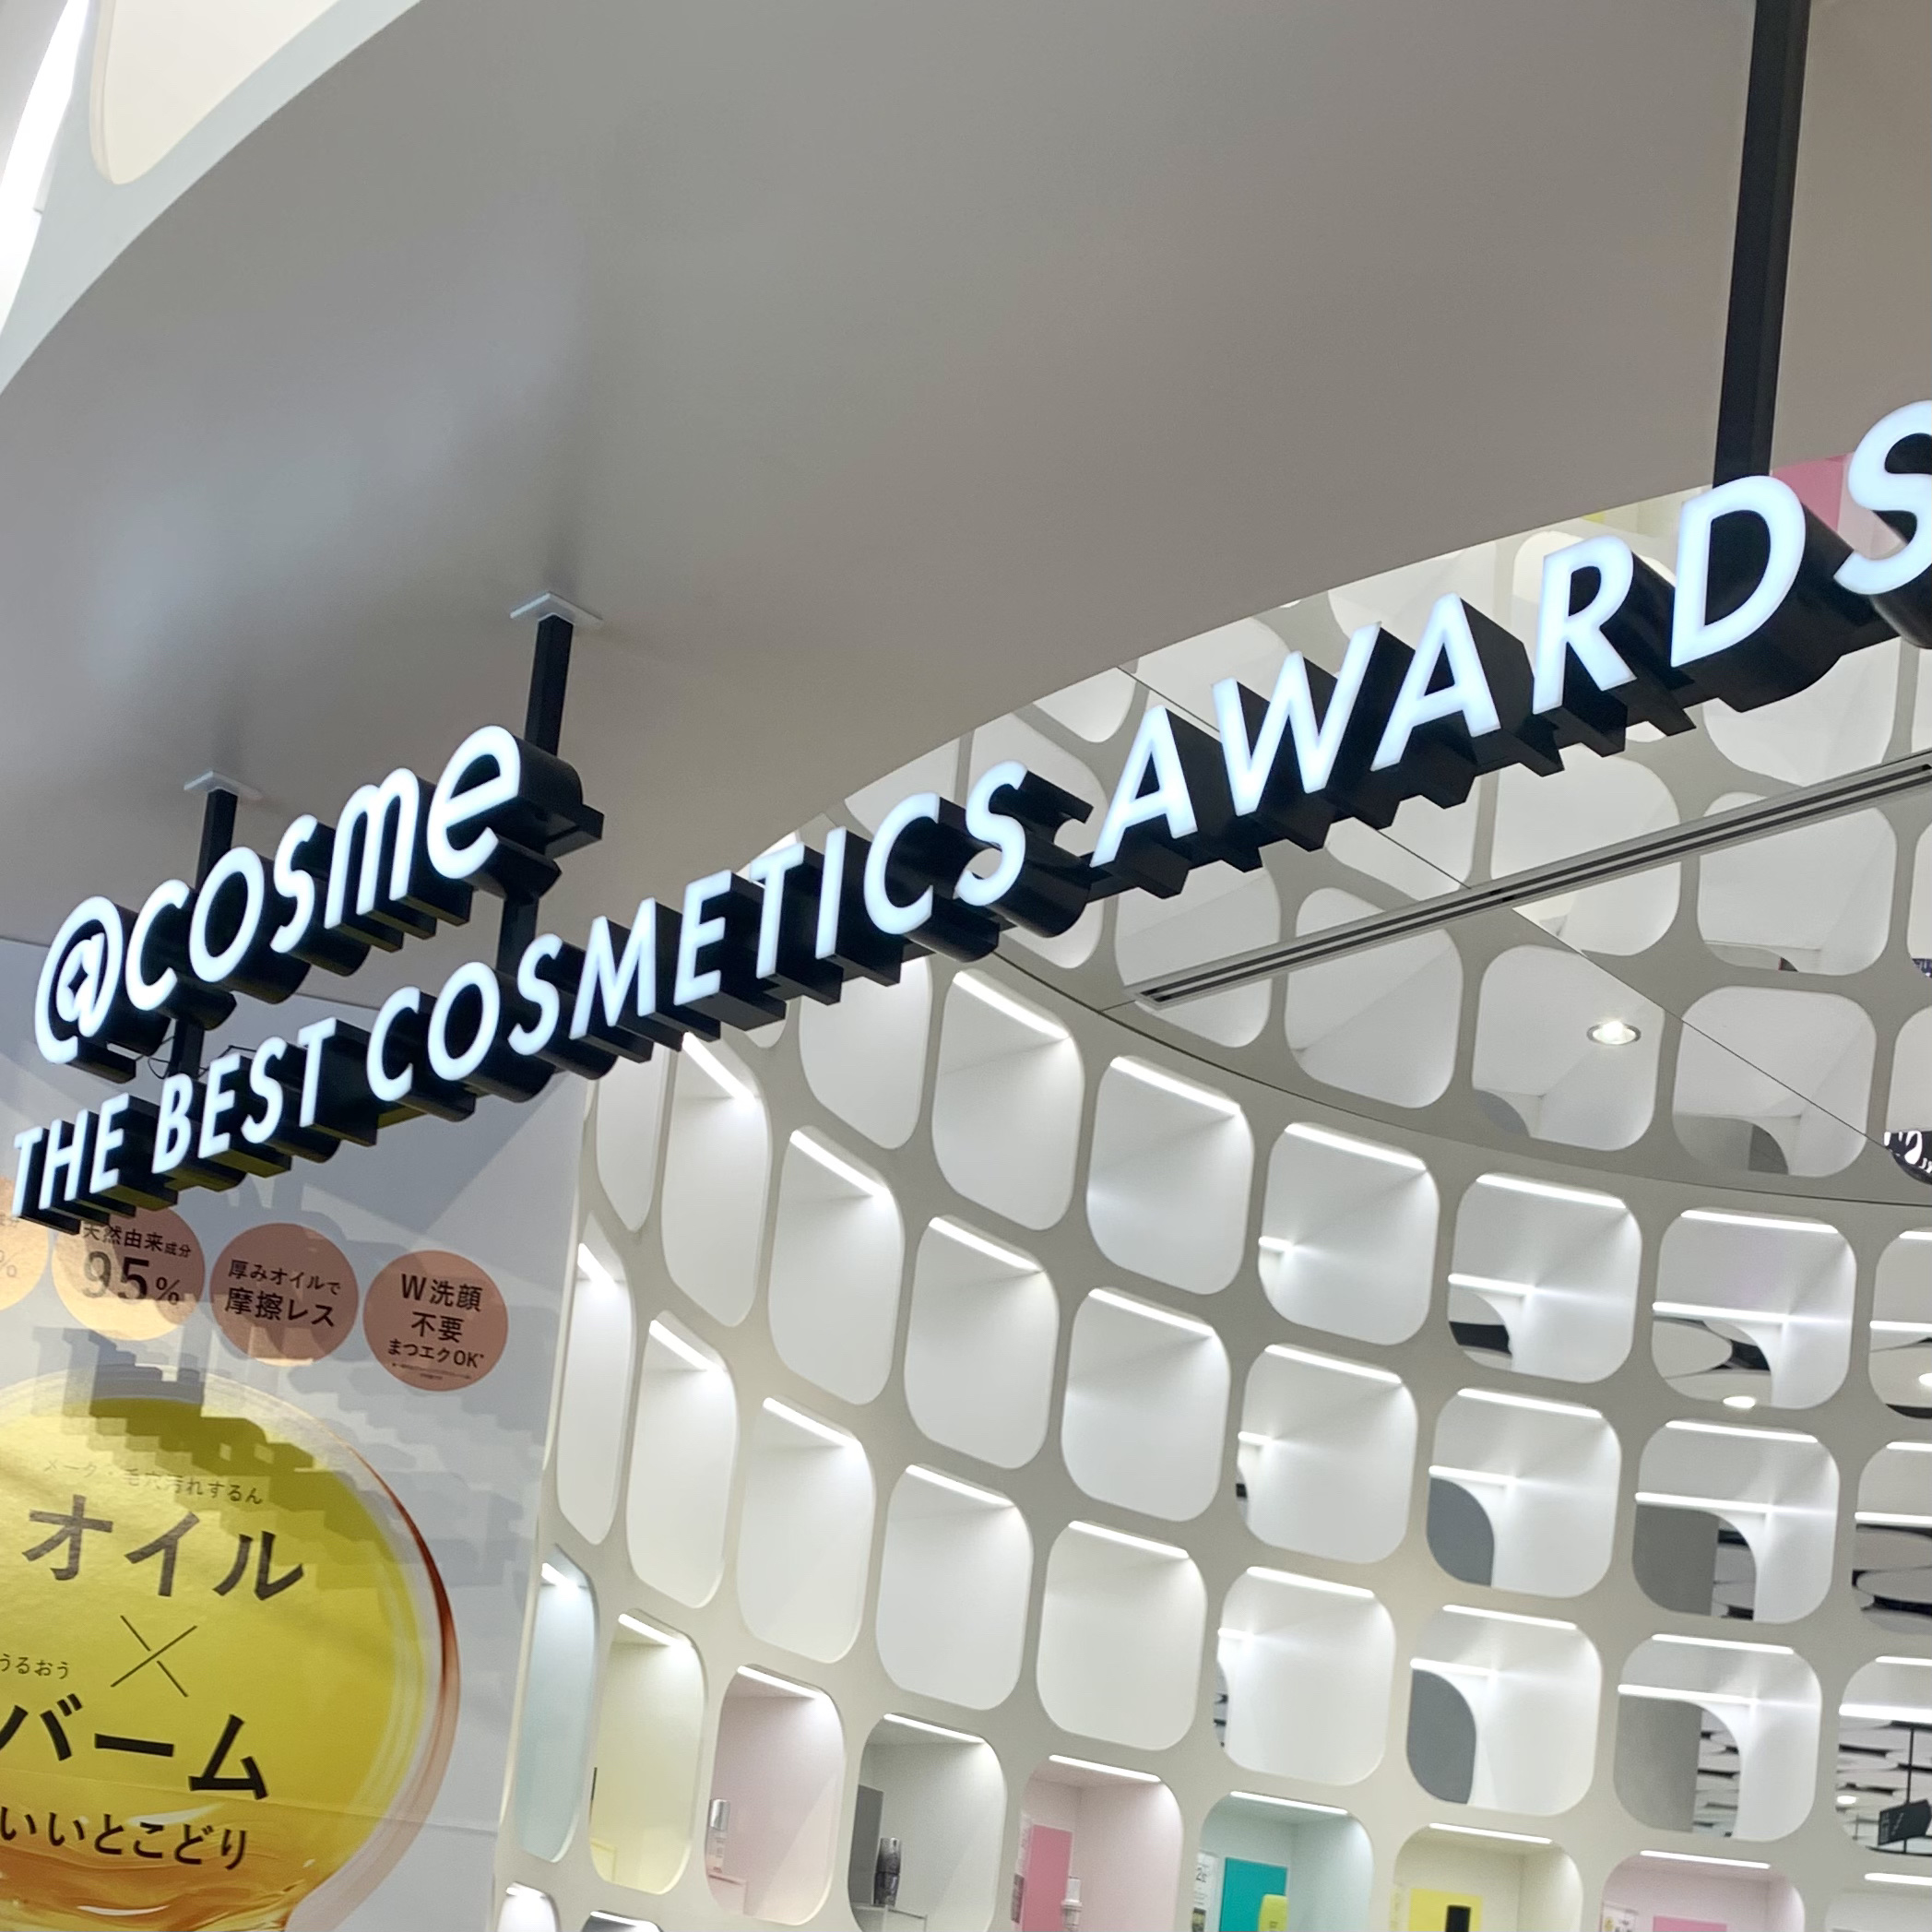 @cosme
THE BEST COSMETICS AWARDS
天然由来成分
95%
厚みオイルで
摩擦レス
W洗顔
不要
まつエクOK*
メーク・毛穴汚れするん
オイル
×
うるおう
バーム
いいとこどり